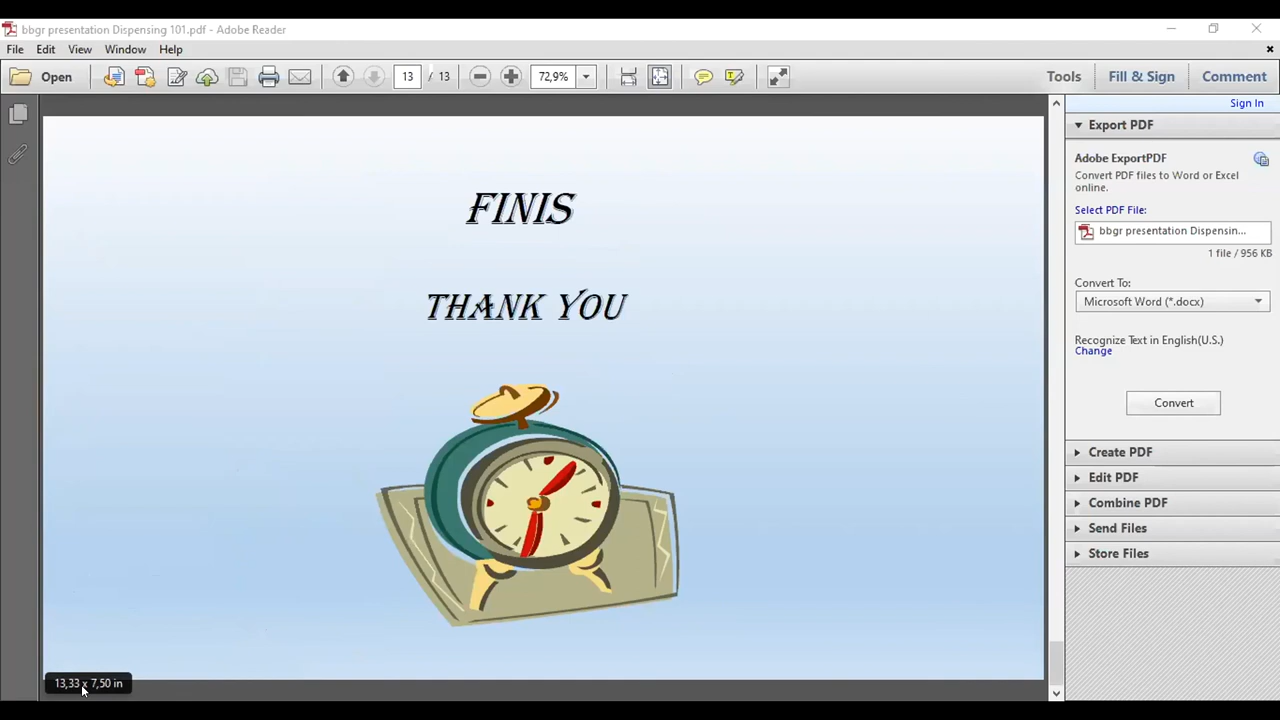 bbgr presentation Dispensing 101.pdf - Adobe Reader
File Edit View Window Help
Open 13 / 13 72,9% Tools Fill & Sign Comment
Sign In
Export PDF
Adobe ExportPDF
Convert PDF files to Word or Excel
online.
Select PDF File:
bbgr presentation Dispensin...
1 file / 956 KB
Convert To:
Microsoft Word (*.docx)
Recognize Text in English(U.S.)
Change
Convert
Create PDF
Edit PDF
Combine PDF
Send Files
Store Files
FINIS
THANK YOU
13,33 x 7,50 in